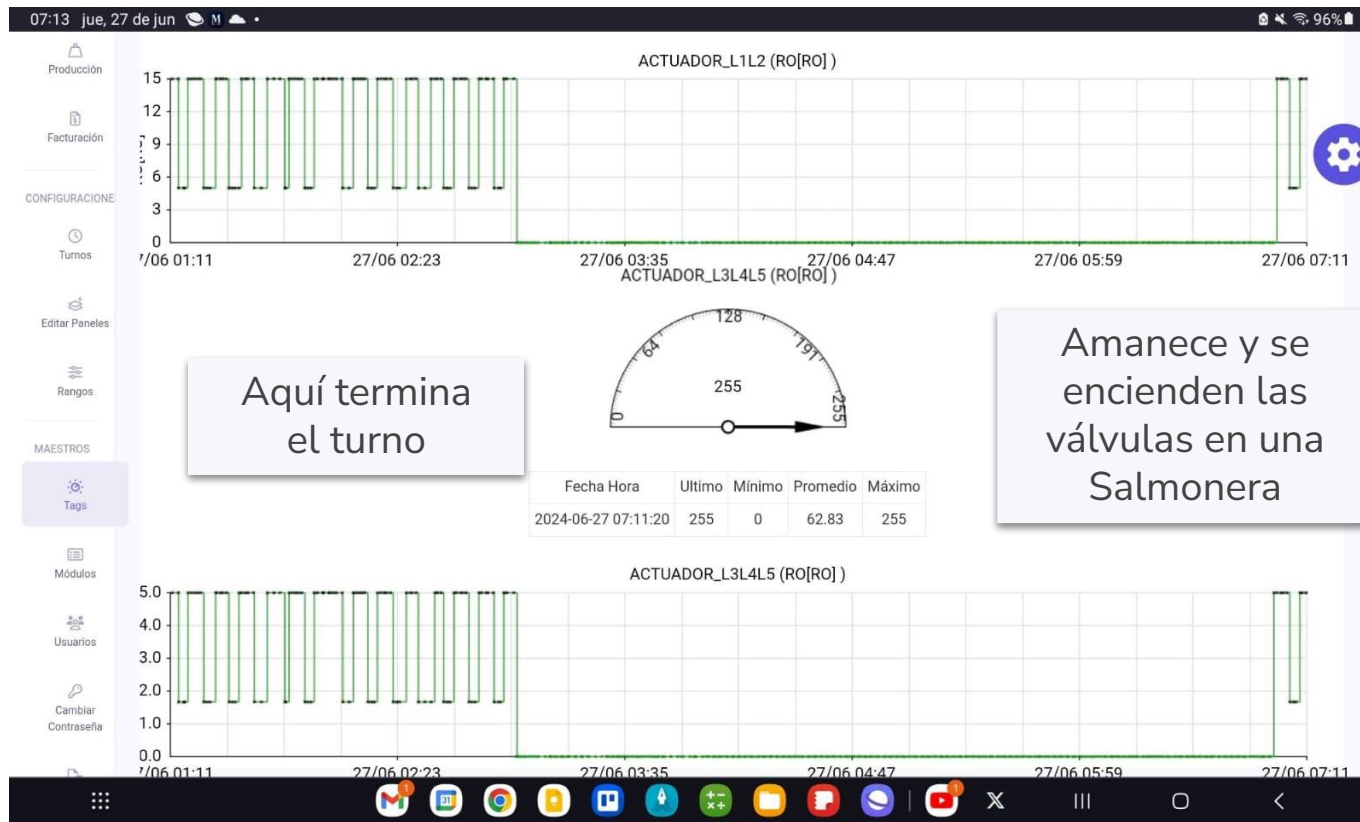 07:13 jue, 27 de jun M
96%
Producción
Facturación
CONFIGURACIONE
Turnos
Editar Paneles
Rangos
MAESTROS
Tags
Módulos
Usuarios
Cambiar
Contraseña
ACTUADOR_L1L2 (RO[RO] )
15
12
9
6
3
0
27/06 02:23
27/06 03:35
27/06 04:47
27/06 05:59
27/06 07:11
ACTUADOR_L3L4L5 (RO[RO] )
0
64
128
191
255
255
Aquí termina
el turno
Amanece y se
encienden las
válvulas en una
Salmonera
Fecha Hora Ultimo Mínimo Promedio Máximo
2024-06-27 07:11:20 255 0 62.83 255
ACTUADOR_L3L4L5 (RO[RO] )
5.0
4.0
3.0
2.0
1.0
0.0
27/06 02:23
27/06 03:35
27/06 04:47
27/06 05:59
27/06 07:11
31
1
1